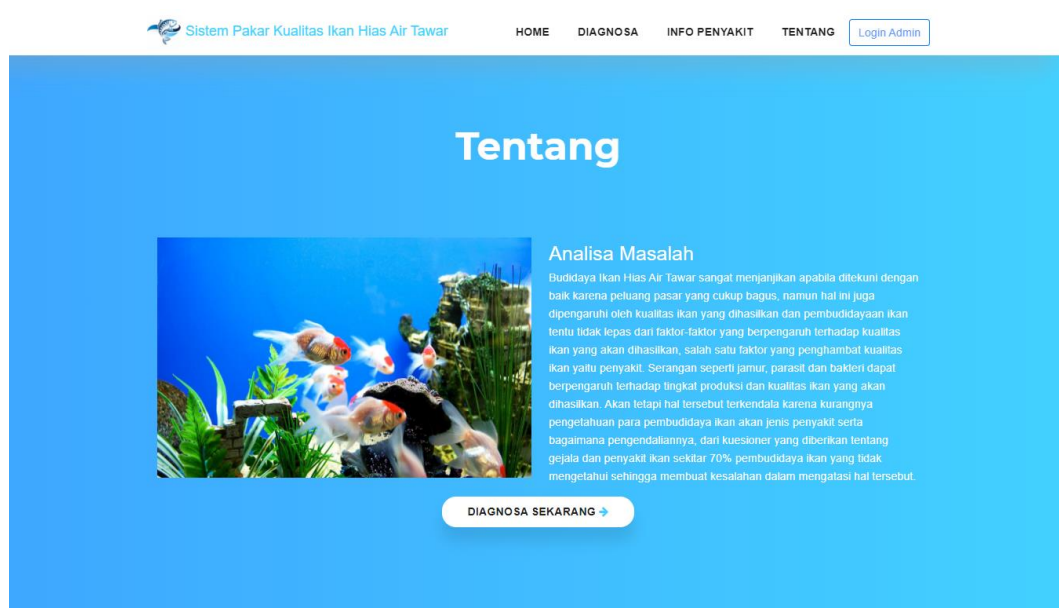 Sistem Pakar Kualitas Ikan Hias Air Tawar
HOME
DIAGNOSA
INFO PENYAKIT
TENTANG
Login Admin
Tentang
Analisa Masalah
Budidaya Ikan Hias Air Tawar sangat menjanjikan apabila ditekuni dengan
baik karena peluang pasar yang cukup bagus, namun hal ini juga
dipengaruhi oleh kualitas ikan yang dihasilkan dan pembudidayaan ikan
tentu tidak lepas dari faktor-faktor yang berpengaruh terhadap kualitas
ikan yang akan dihasilkan, salah satu faktor yang penghambat kualitas
ikan yaitu penyakit. Serangan seperti jamur, parasit dan bakteri dapat
berpengaruh terhadap tingkat produksi dan kualitas ikan yang akan
dihasilkan. Akan tetapi hal tersebut terkendala karena kurangnya
pengetahuan para pembudidaya ikan akan jenis penyakit serta
bagaimana pengendaliannya, dari kuesioner yang diberikan tentang
gejala dan penyakit ikan sekitar 70% pembudidaya ikan yang tidak
mengetahui sehingga membuat kesalahan dalam mengatasi hal tersebut.
DIAGNOSA SEKARANG